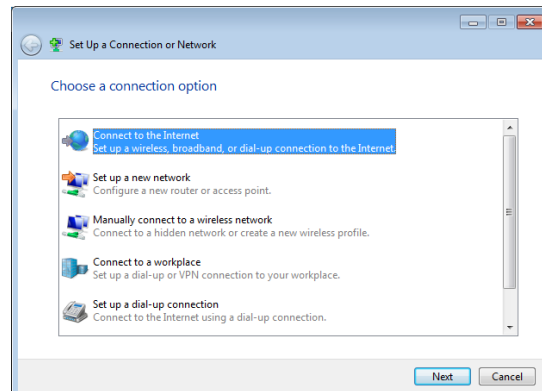 Set Up a Connection or Network
Choose a connection option
Connect to the Internet
Set up a wireless, broadband, or dial-up connection to the Internet.
Set up a new network
Configure a new router or access point.
Manually connect to a wireless network
Connect to a hidden network or create a new wireless profile.
Connect to a workplace
Set up a dial-up or VPN connection to your workplace.
Set up a dial-up connection
Connect to the Internet using a dial-up connection.
Next Cancel